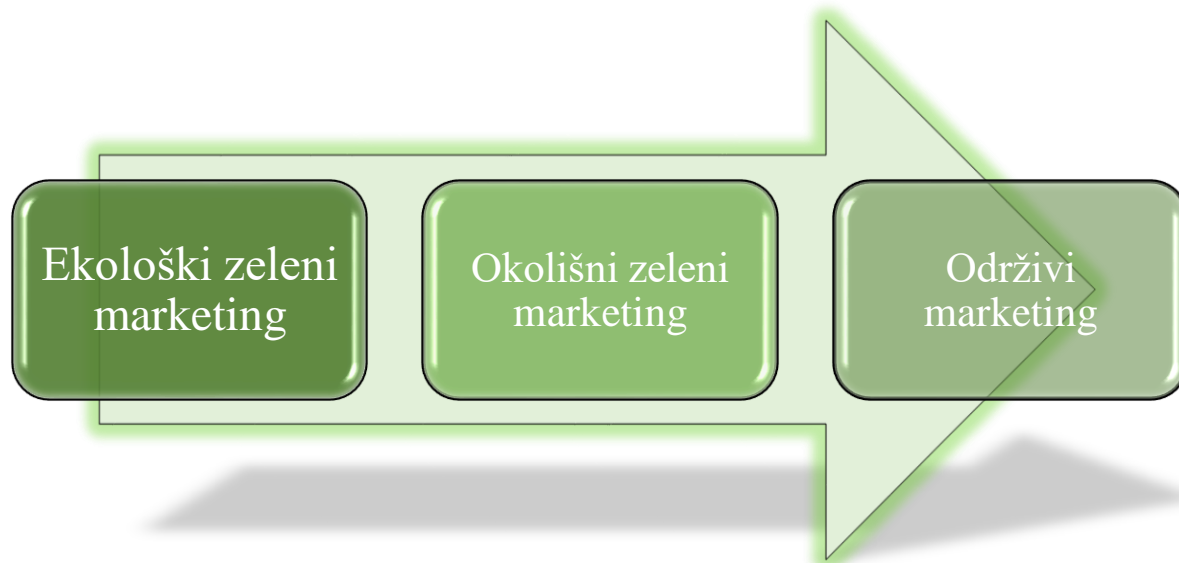 Ekološki zeleni
marketing
Okolišni zeleni
marketing
Održivi
marketing